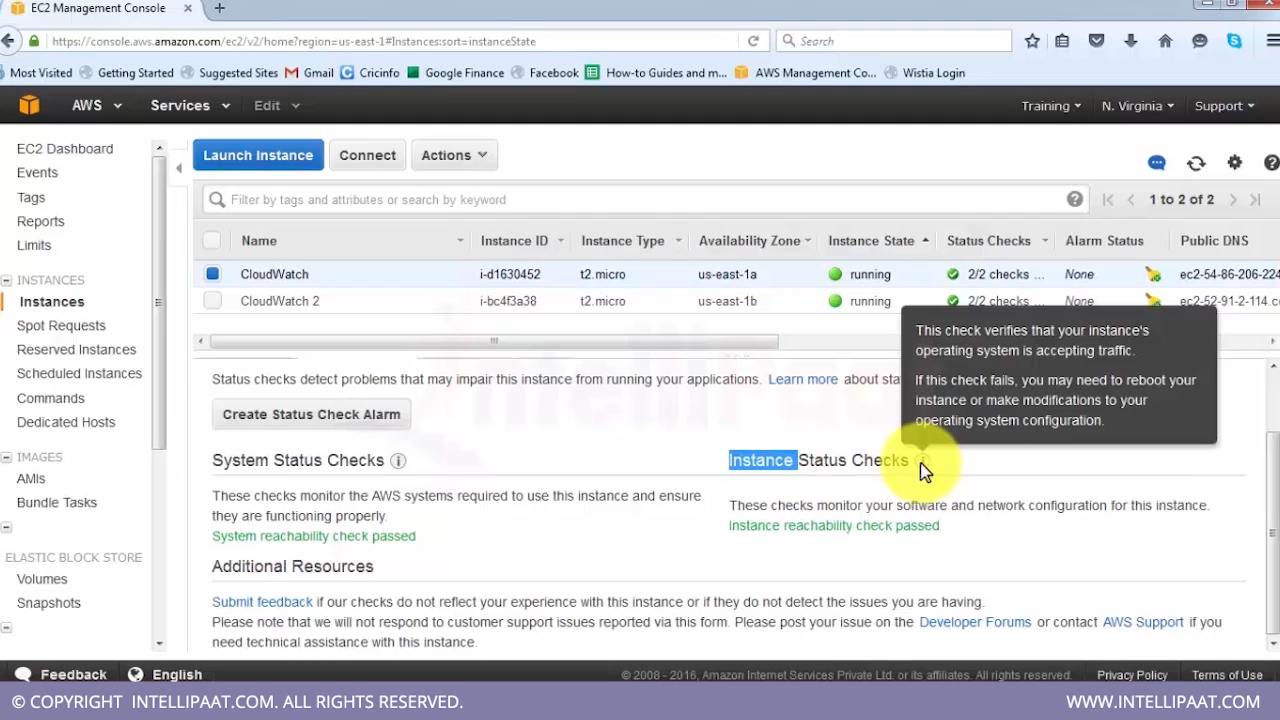 EC2 Management Console
https://console.aws.amazon.com/ec2/v2/home?region=us-east-1#Instances:sort=instanceState
Search
Most Visited
Getting Started
Suggested Sites
Gmail
Cricinfo
Google Finance
Facebook
How-to Guides and m...
AWS Management Co...
Wistia Login
AWS
Services
Edit
Training
N. Virginia
Support
EC2 Dashboard
Events
Tags
Reports
Limits
INSTANCES
Instances
Spot Requests
Reserved Instances
Scheduled Instances
Commands
Dedicated Hosts
IMAGES
AMIs
Bundle Tasks
ELASTIC BLOCK STORE
Volumes
Snapshots
Launch Instance
Connect
Actions
Filter by tags and attributes or search by keyword
1 to 2 of 2
Name Instance ID Instance Type Availability Zone Instance State Status Checks Alarm Status Public DNS
CloudWatch i-d1630452 t2.micro us-east-1a running 2/2 checks ... None ec2-54-86-206-224
CloudWatch 2 i-bc4f3a38 t2.micro us-east-1b running 2/2 checks ... None ec2-52-91-2-114.c
This check verifies that your instance's
operating system is accepting traffic.
If this check fails, you may need to reboot your
instance or make modifications to your
operating system configuration.
Status checks detect problems that may impair this instance from running your applications. Learn more about
Create Status Check Alarm
System Status Checks
These checks monitor the AWS systems required to use this instance and ensure
they are functioning properly.
System reachability check passed
Instance Status Checks
These checks monitor your software and network configuration for this instance.
Instance reachability check passed
Additional Resources
Submit feedback if our checks do not reflect your experience with this instance or if they do not detect the issues you are having.
Please note that we will not respond to customer support issues reported via this form. Please post your issue on the Developer Forums or contact AWS Support if you
need technical assistance with this instance.
Feedback
English
© 2008 - 2016, Amazon Internet Services Private Ltd. or its affiliates. All rights reserved.
Privacy Policy
Terms of Use
© COPYRIGHT INTELLIPAAT.COM. ALL RIGHTS RESERVED.
WWW.INTELLIPAAT.COM